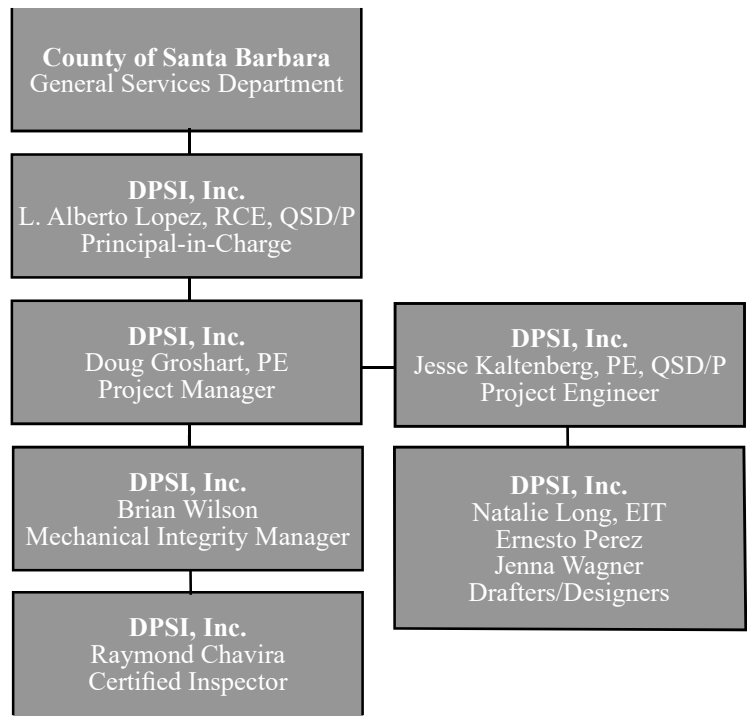 County of Santa Barbara
General Services Department
DPSI, Inc.
L. Alberto Lopez, RCE, QSD/P
Principal-in-Charge
DPSI, Inc.
Doug Groshart, PE
Project Manager
DPSI, Inc.
Jesse Kaltenberg, PE, QSD/P
Project Engineer
DPSI, Inc.
Brian Wilson
Mechanical Integrity Manager
DPSI, Inc.
Natalie Long, EIT
Ernesto Perez
Jenna Wagner
Drafters/Designers
DPSI, Inc.
Raymond Chavira
Certified Inspector